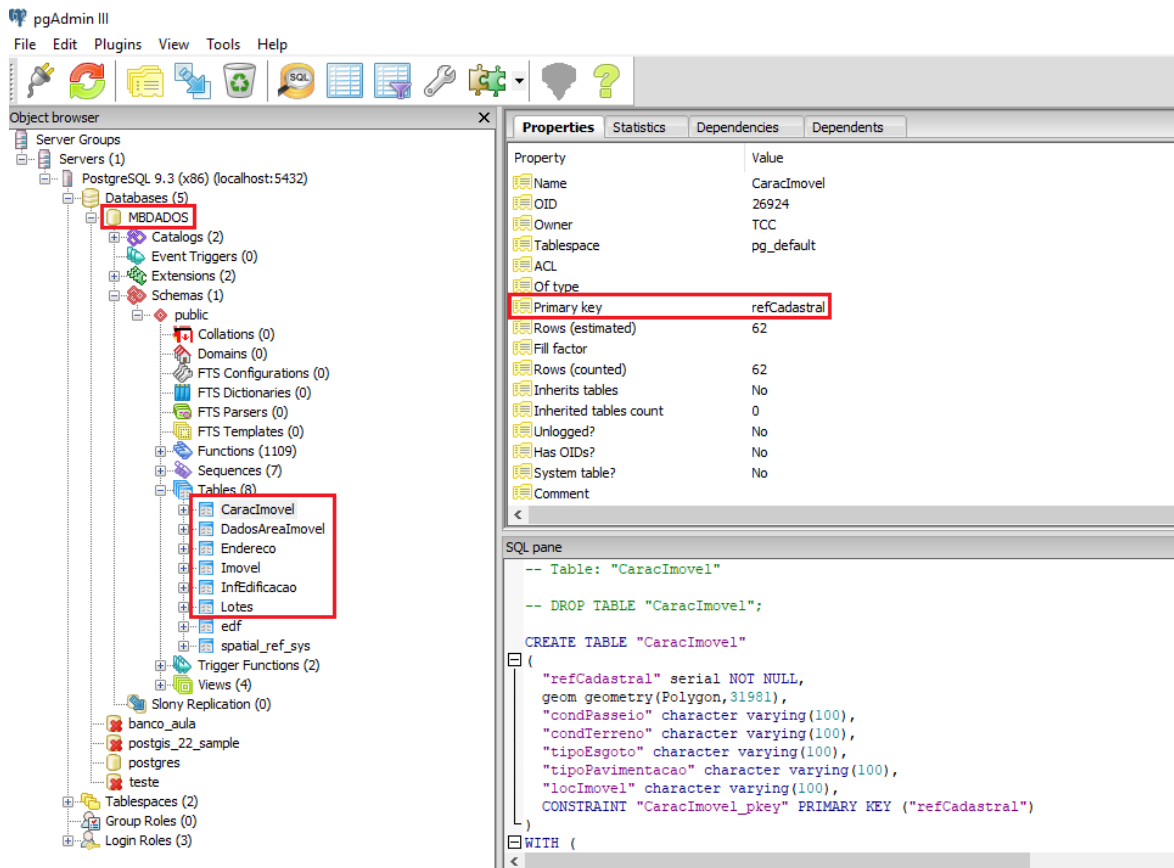 pgAdmin III
File Edit Plugins View Tools Help
SQL
Object browser X
Server Groups
Servers (1)
PostgreSQL 9.3 (x86) (localhost:5432)
Databases (5)
MBDADOS
Catalogs (2)
Event Triggers (0)
Extensions (2)
Schemas (1)
public
Collations (0)
Domains (0)
FTS Configurations (0)
FTS Dictionaries (0)
FTS Parsers (0)
FTS Templates (0)
Functions (1109)
Sequences (7)
Tables (8)
CaracImovel
DadosAreaImovel
Endereco
Imovel
InfEdificacao
Lotes
edf
spatial_ref_sys
Trigger Functions (2)
Views (4)
Slony Replication (0)
banco_aula
postgis_22_sample
postgres
teste
Tablespaces (2)
Group Roles (0)
Login Roles (3)
Properties Statistics Dependencies Dependents
Property Value
Name CaracImovel
OID 26924
Owner TCC
Tablespace pg_default
ACL
Of type
Primary key refCadastral
Rows (estimated) 62
Fill factor
Rows (counted) 62
Inherits tables No
Inherited tables count 0
Unlogged? No
Has OIDs? No
System table? No
Comment
SQL pane
-- Table: "CaracImovel"
-- DROP TABLE "CaracImovel";
CREATE TABLE "CaracImovel"
(
"refCadastral" serial NOT NULL,
geom geometry(Polygon,31981),
"condPasseio" character varying(100),
"condTerreno" character varying(100),
"tipoEsgoto" character varying(100),
"tipoPavimentacao" character varying(100),
"locImovel" character varying(100),
CONSTRAINT "CaracImovel_pkey" PRIMARY KEY ("refCadastral")
)
WITH (